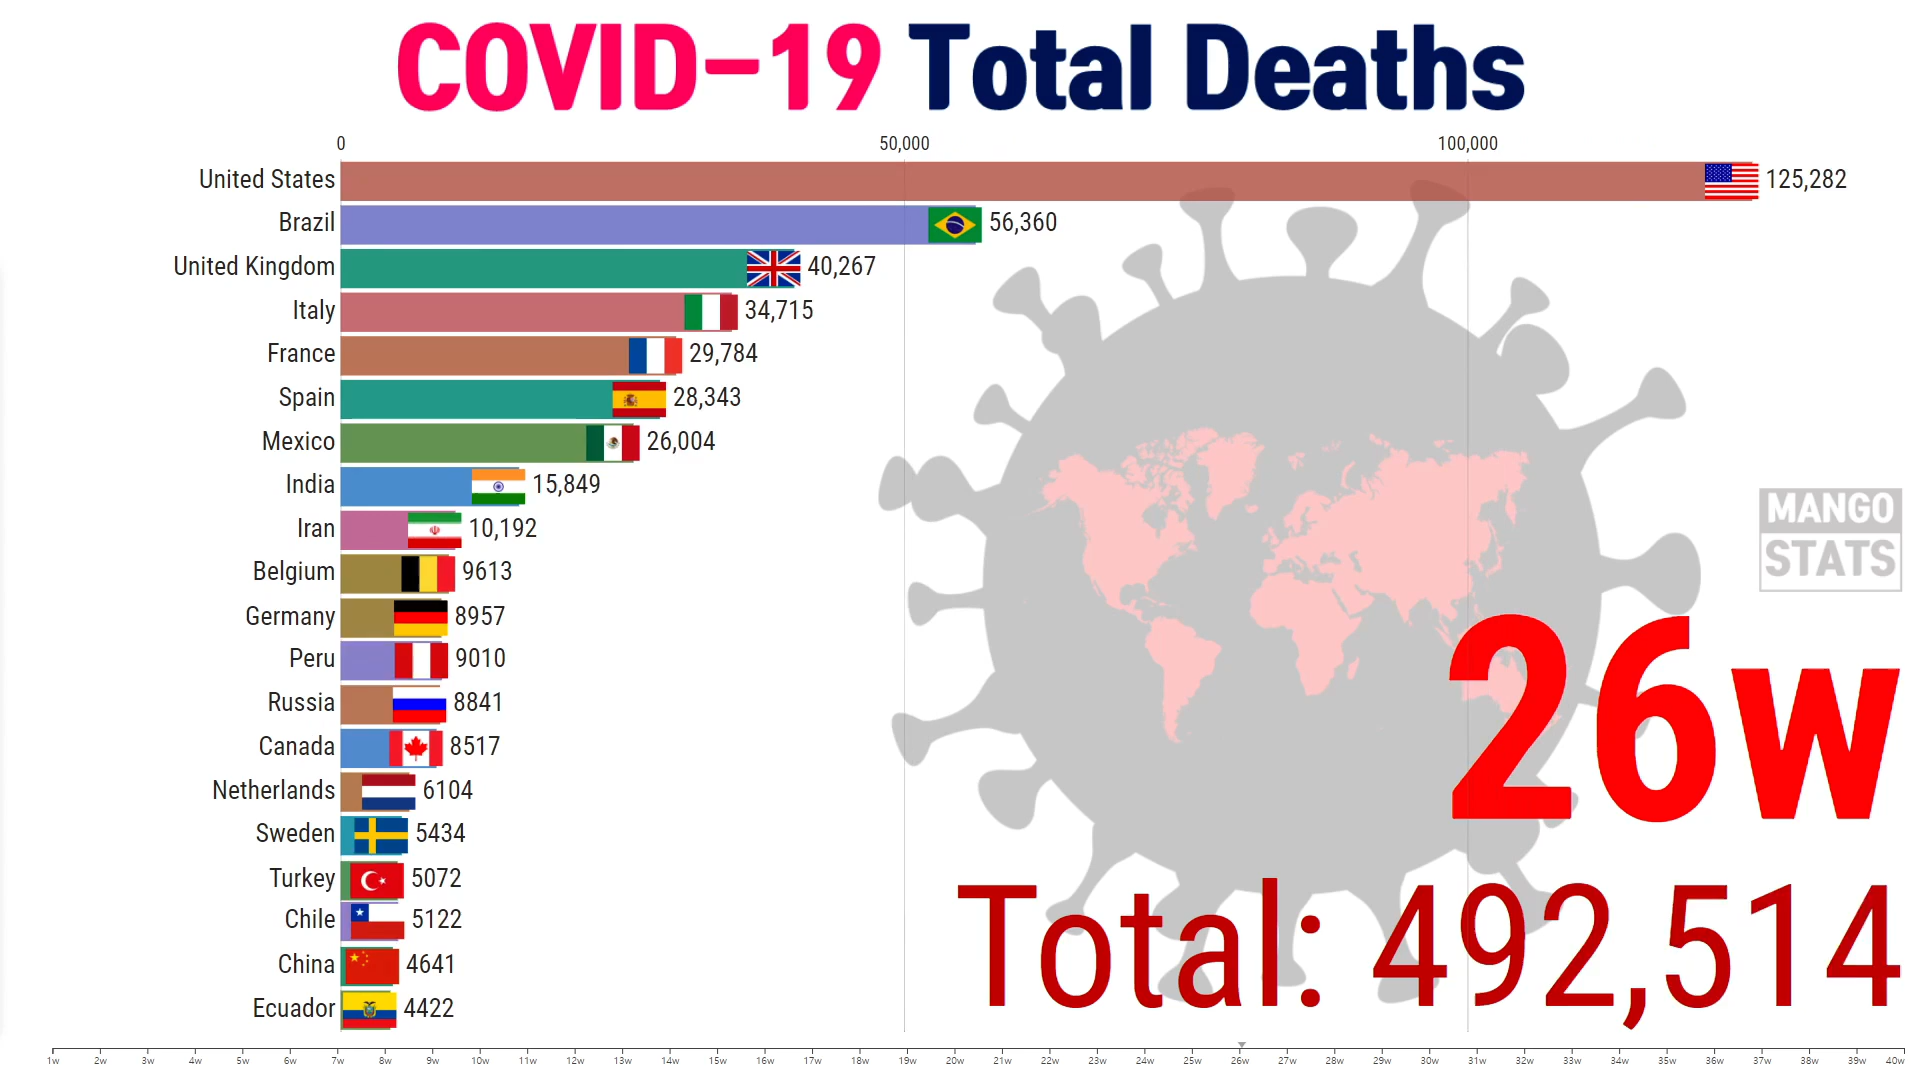 COVID-19 Total Deaths
0 50,000 100,000
United States 125,282
Brazil 56,360
United Kingdom 40,267
Italy 34,715
France 29,784
Spain 28,343
Mexico 26,004
India 15,849
Iran 10,192
Belgium 9613
Germany 8957
Peru 9010
Russia 8841
Canada 8517
Netherlands 6104
Sweden 5434
Turkey 5072
Chile 5122
China 4641
Ecuador 4422
MANGO
STATS
26w
Total: 492,514
1w 2w 3w 4w 5w 6w 7w 8w 9w 10w 11w 12w 13w 14w 15w 16w 17w 18w 19w 20w 21w 22w 23w 24w 25w 26w 27w 28w 29w 30w 31w 32w 33w 34w 35w 36w 37w 38w 39w 40w